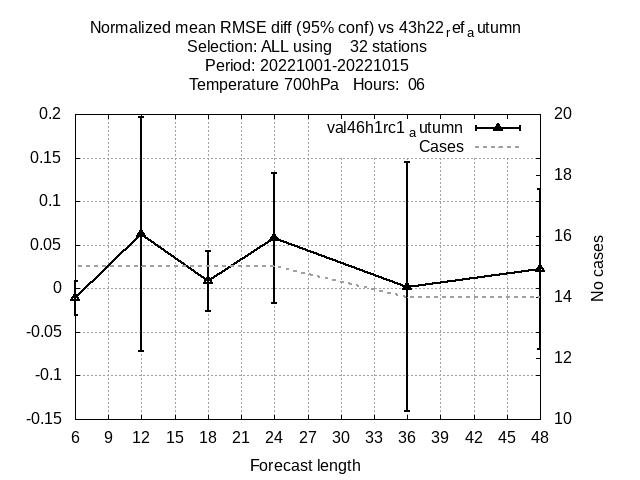 Normalized mean RMSE diff (95% conf) vs 43h22refautumn
Selection: ALL using 32 stations
Period: 20221001-20221015
Temperature 700hPa Hours: 06
val46h1rc1autumn
Cases
0.2
0.15
0.1
0.05
0
-0.05
-0.1
-0.15
20
18
16
14
12
10
No cases
6 9 12 15 18 21 24 27 30 33 36 39 42 45 48
Forecast length